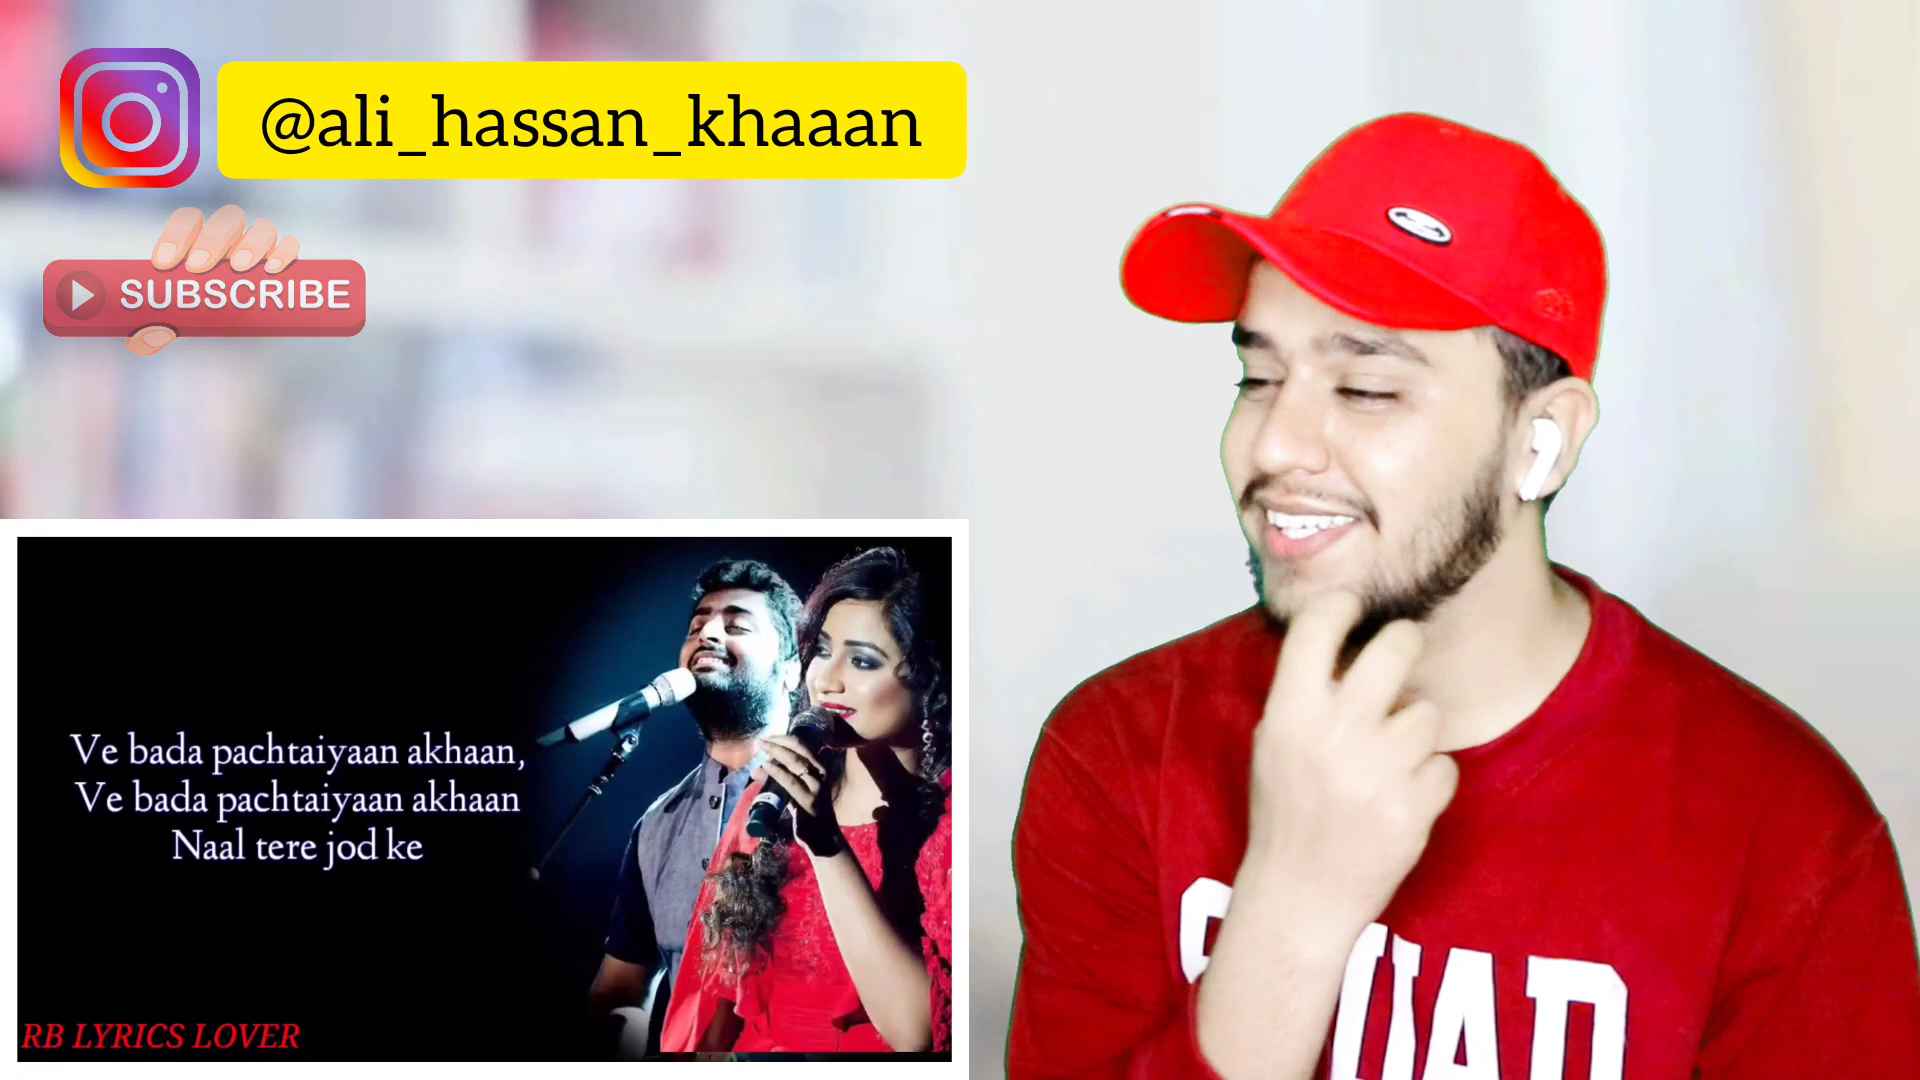 @ali_hassan_khaaan
SUBSCRIBE
Ve bada pachtaiyaan akhaan,
Ve bada pachtaiyaan akhaan
Naal tere jod ke
RB LYRICS LOVER